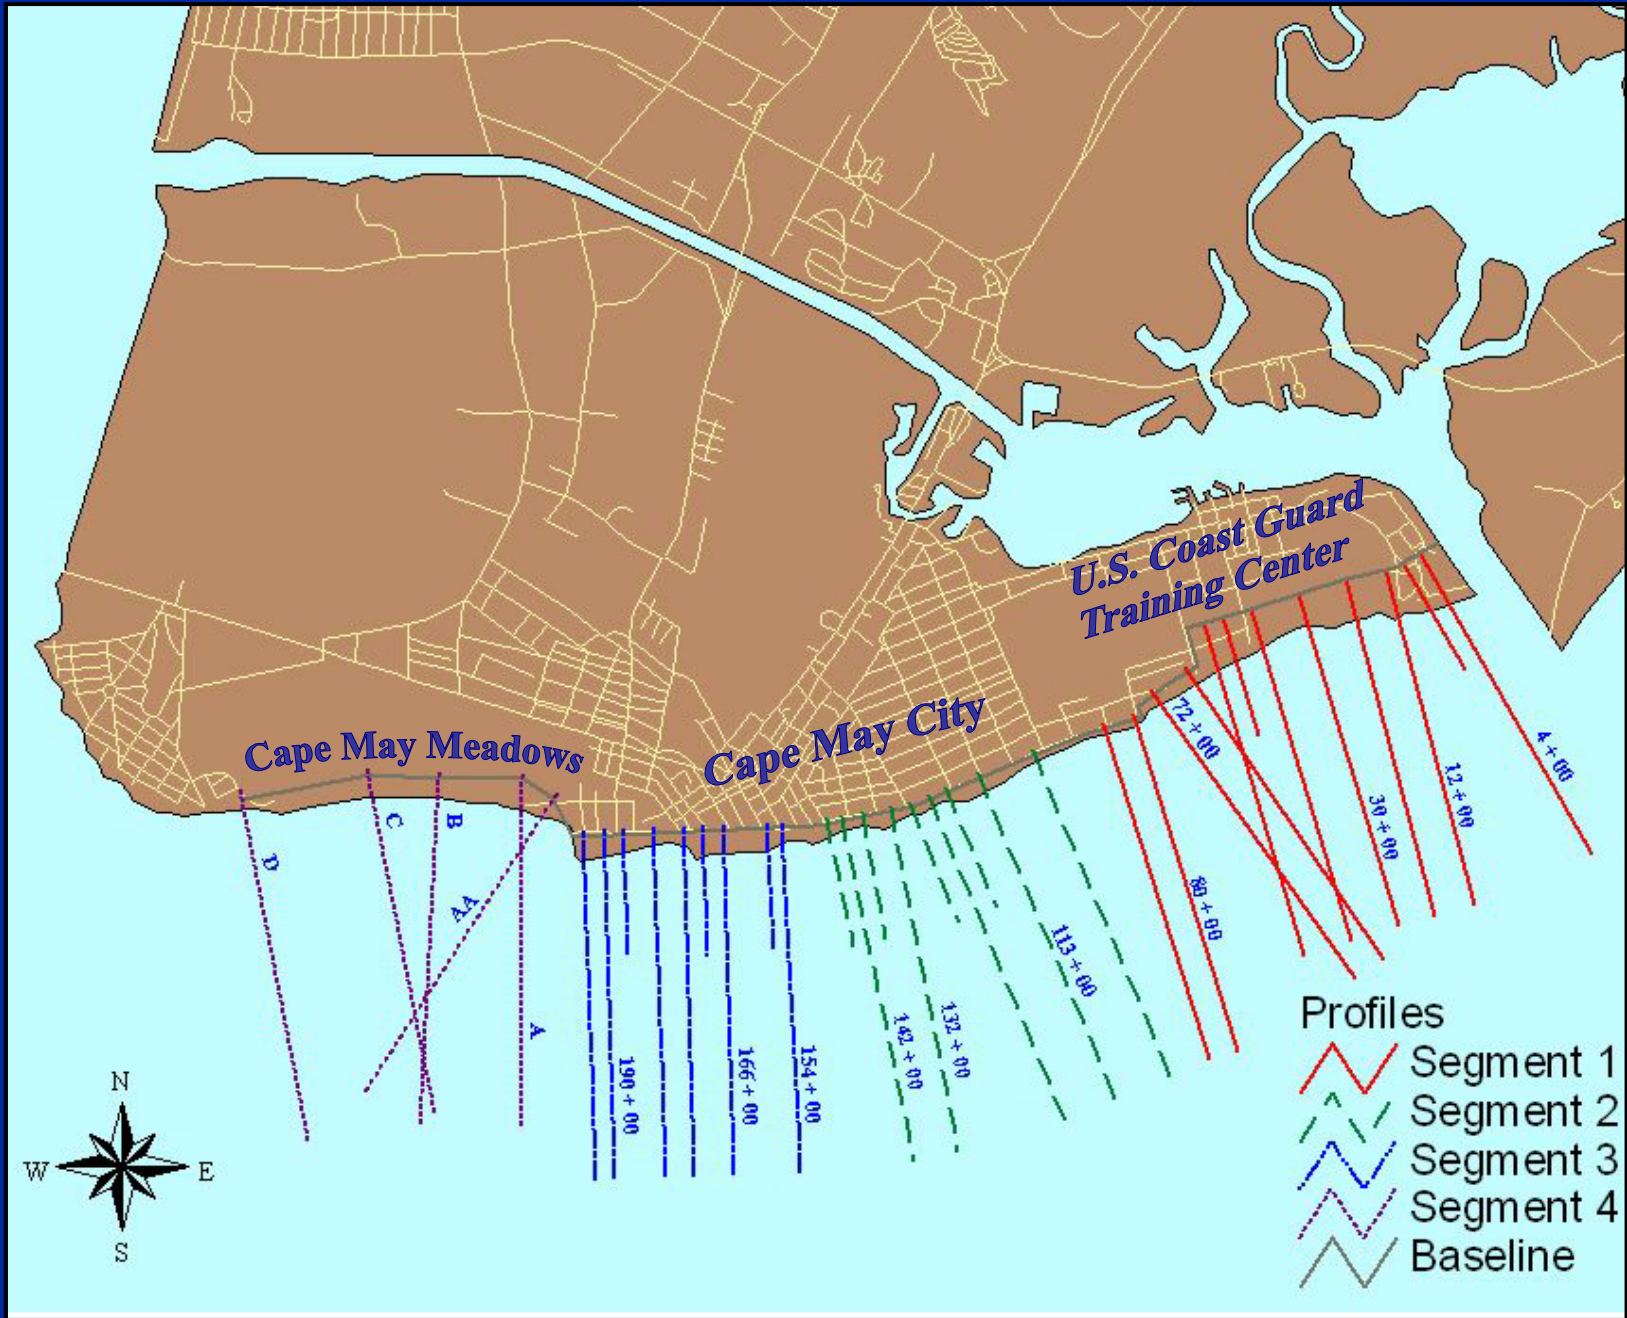 U.S. Coast Guard
Training Center
Cape May City
Cape May Meadows
D
C
B
AA
A
190+00
166+00
154+00
142+00
132+00
113+00
80+00
72+00
30+00
12+00
4+00
N
W
E
S
Profiles
Segment 1
Segment 2
Segment 3
Segment 4
Baseline